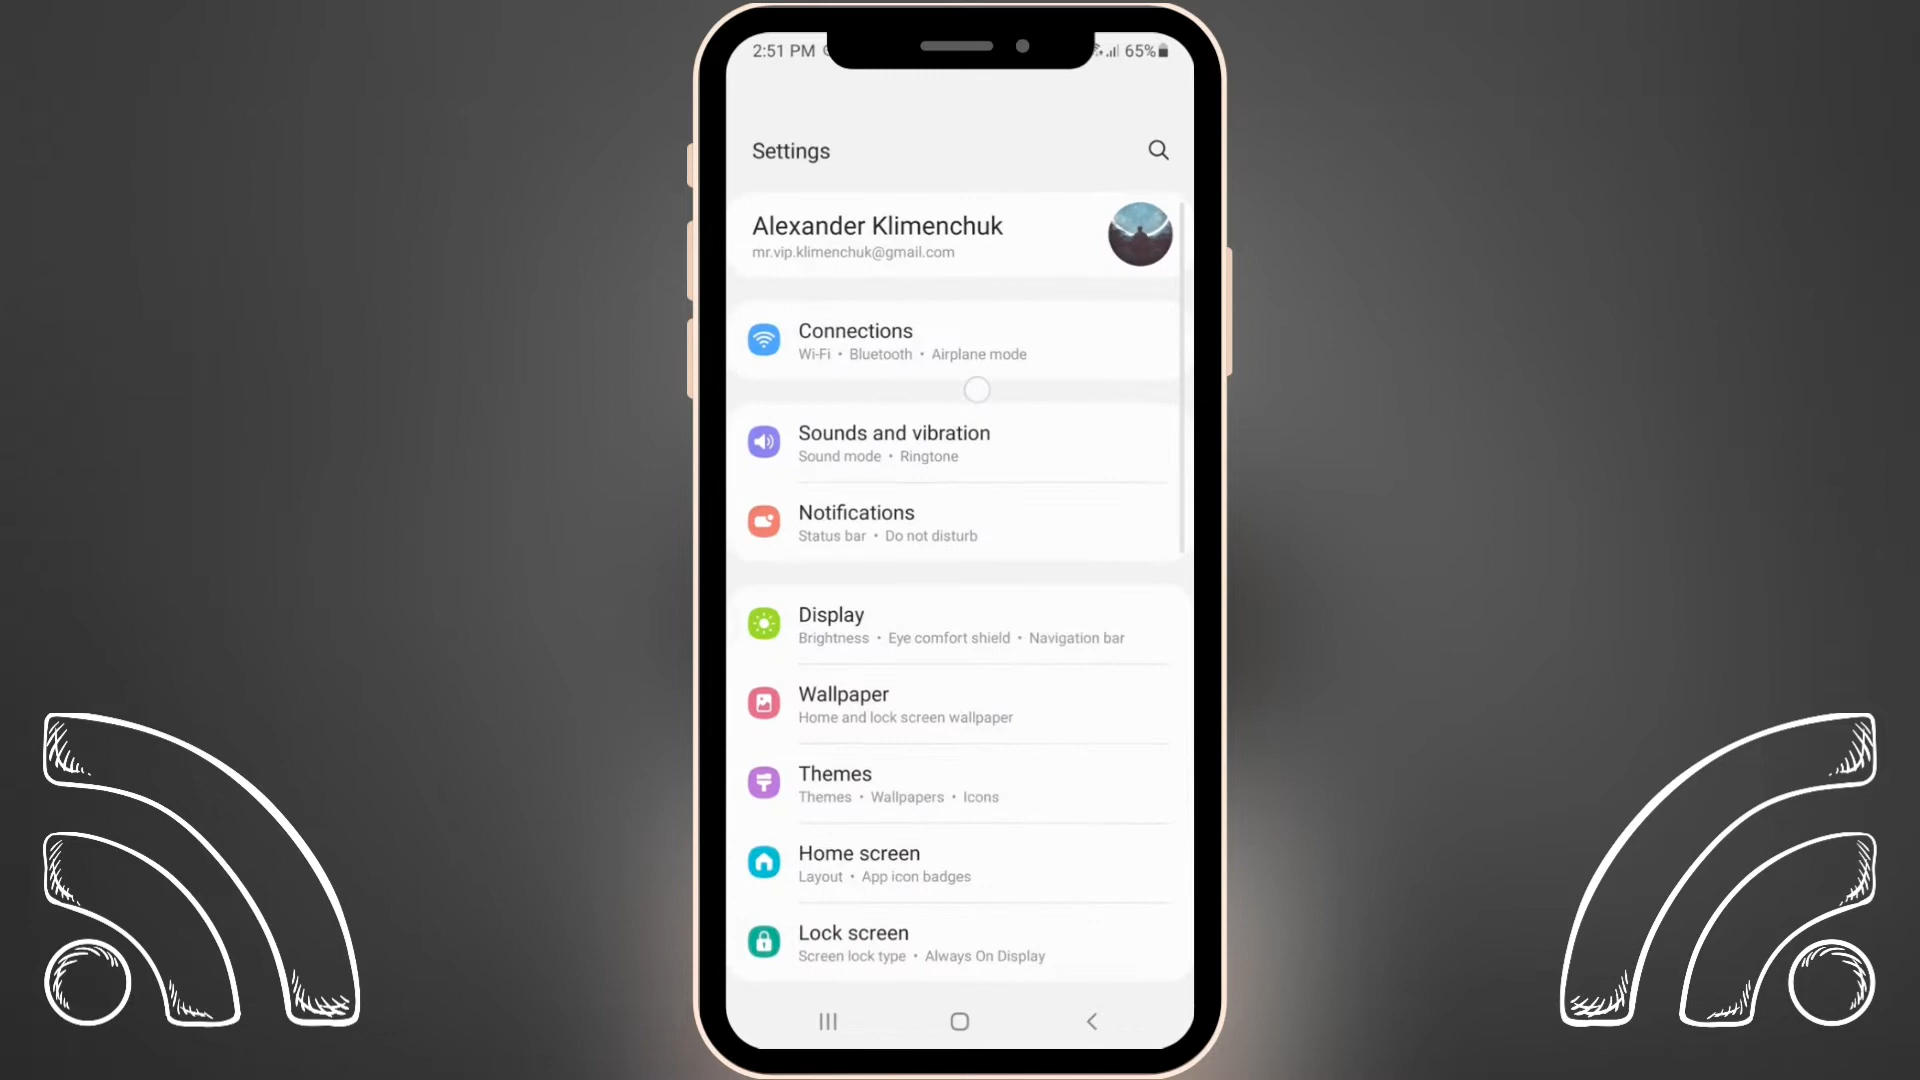 2:51 PM
65%
Settings
Alexander Klimenchuk
mr.vip.klimenchuk@gmail.com
Connections
Wi-Fi • Bluetooth • Airplane mode
Sounds and vibration
Sound mode • Ringtone
Notifications
Status bar • Do not disturb
Display
Brightness • Eye comfort shield • Navigation bar
Wallpaper
Home and lock screen wallpaper
Themes
Themes • Wallpapers • Icons
Home screen
Layout • App icon badges
Lock screen
Screen lock type • Always On Display